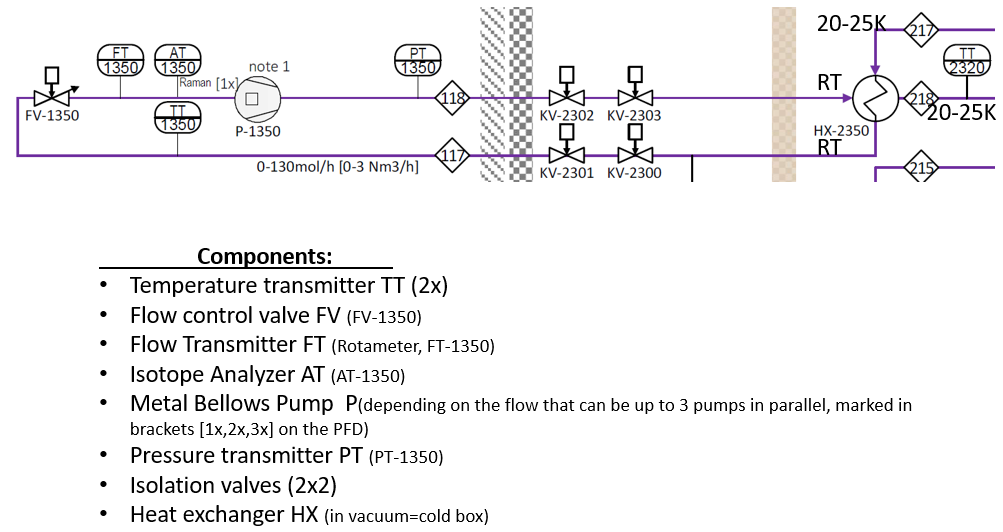 20-25K
217
FT
1350
AT
1350
PT
1350
TT
2320
note 1
Raman [1x]
RT
FV-1350
TT
1350
P-1350
118
KV-2302
KV-2303
218
20-25K
HX-2350
RT
117
KV-2301
KV-2300
215
0-130mol/h [0-3 Nm3/h]
Components:
• Temperature transmitter TT (2x)
• Flow control valve FV (FV-1350)
• Flow Transmitter FT (Rotameter, FT-1350)
• Isotope Analyzer AT (AT-1350)
• Metal Bellows Pump P(depending on the flow that can be up to 3 pumps in parallel, marked in
brackets [1x,2x,3x] on the PFD)
• Pressure transmitter PT (PT-1350)
• Isolation valves (2x2)
• Heat exchanger HX (in vacuum=cold box)